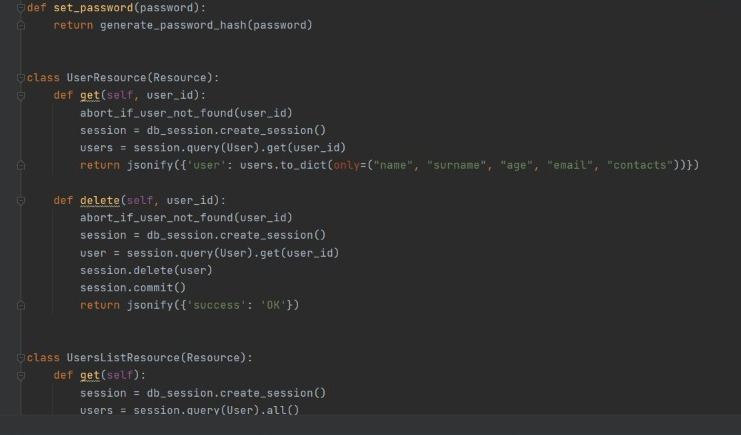 def set_password(password):
    return generate_password_hash(password)
class UserResource(Resource):
    def get(self, user_id):
        abort_if_user_not_found(user_id)
        session = db_session.create_session()
        users = session.query(User).get(user_id)
        return jsonify({'user': users.to_dict(only=("name", "surname", "age", "email", "contacts"))})
    def delete(self, user_id):
        abort_if_user_not_found(user_id)
        session = db_session.create_session()
        user = session.query(User).get(user_id)
        session.delete(user)
        session.commit()
        return jsonify({'success': 'OK'})
class UsersListResource(Resource):
    def get(self):
        session = db_session.create_session()
        users = session.query(User).all()